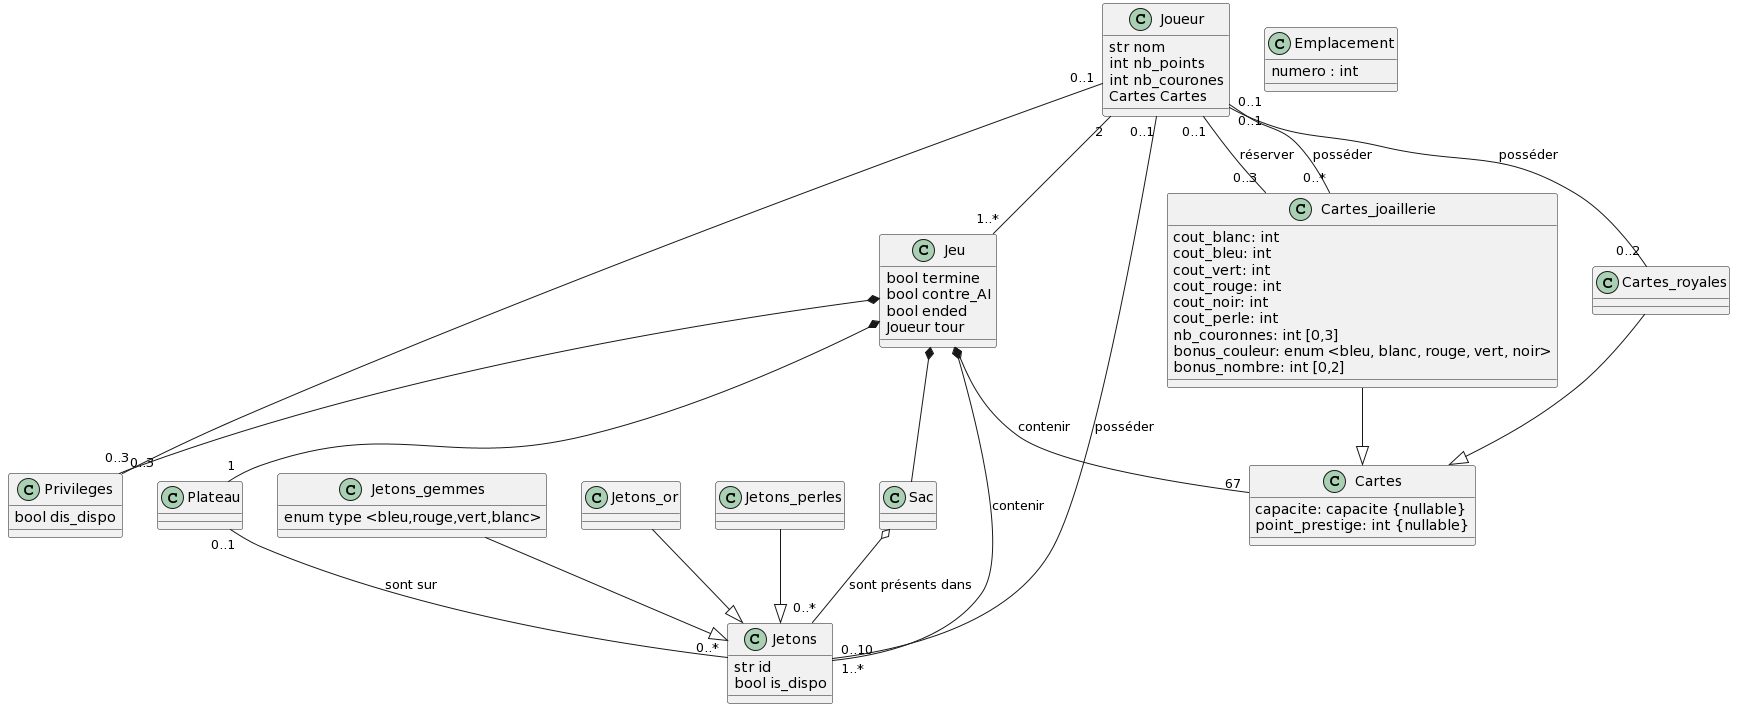 C Joueur
str nom
int nb_points
int nb_courones
Cartes Cartes
C Emplacement
numero : int
0..1
2
0..1
0..1
0..1
0..1
réserver
posséder
posséder
0..3
0..*
1..*
0..2
C Cartes_joaillerie
cout_blanc: int
cout_bleu: int
cout_vert: int
cout_rouge: int
cout_noir: int
cout_perle: int
nb_couronnes: int [0,3]
bonus_couleur: enum <bleu, blanc, rouge, vert, noir>
bonus_nombre: int [0,2]
C Jeu
bool termine
bool contre_AI
bool ended
Joueur tour
C Cartes_royales
contenir
posséder
0..3
0..3
1
67
C Privileges
bool dis_dispo
C Plateau
C Jetons_gemmes
enum type <bleu,rouge,vert,blanc>
C Jetons_or
C Jetons_perles
C Sac
contenir
C Cartes
capacite: capacite {nullable}
point_prestige: int {nullable}
0..1
sont sur
sont présents dans
0..*
0..*
C Jetons
str id
bool is_dispo
0..10
1..*